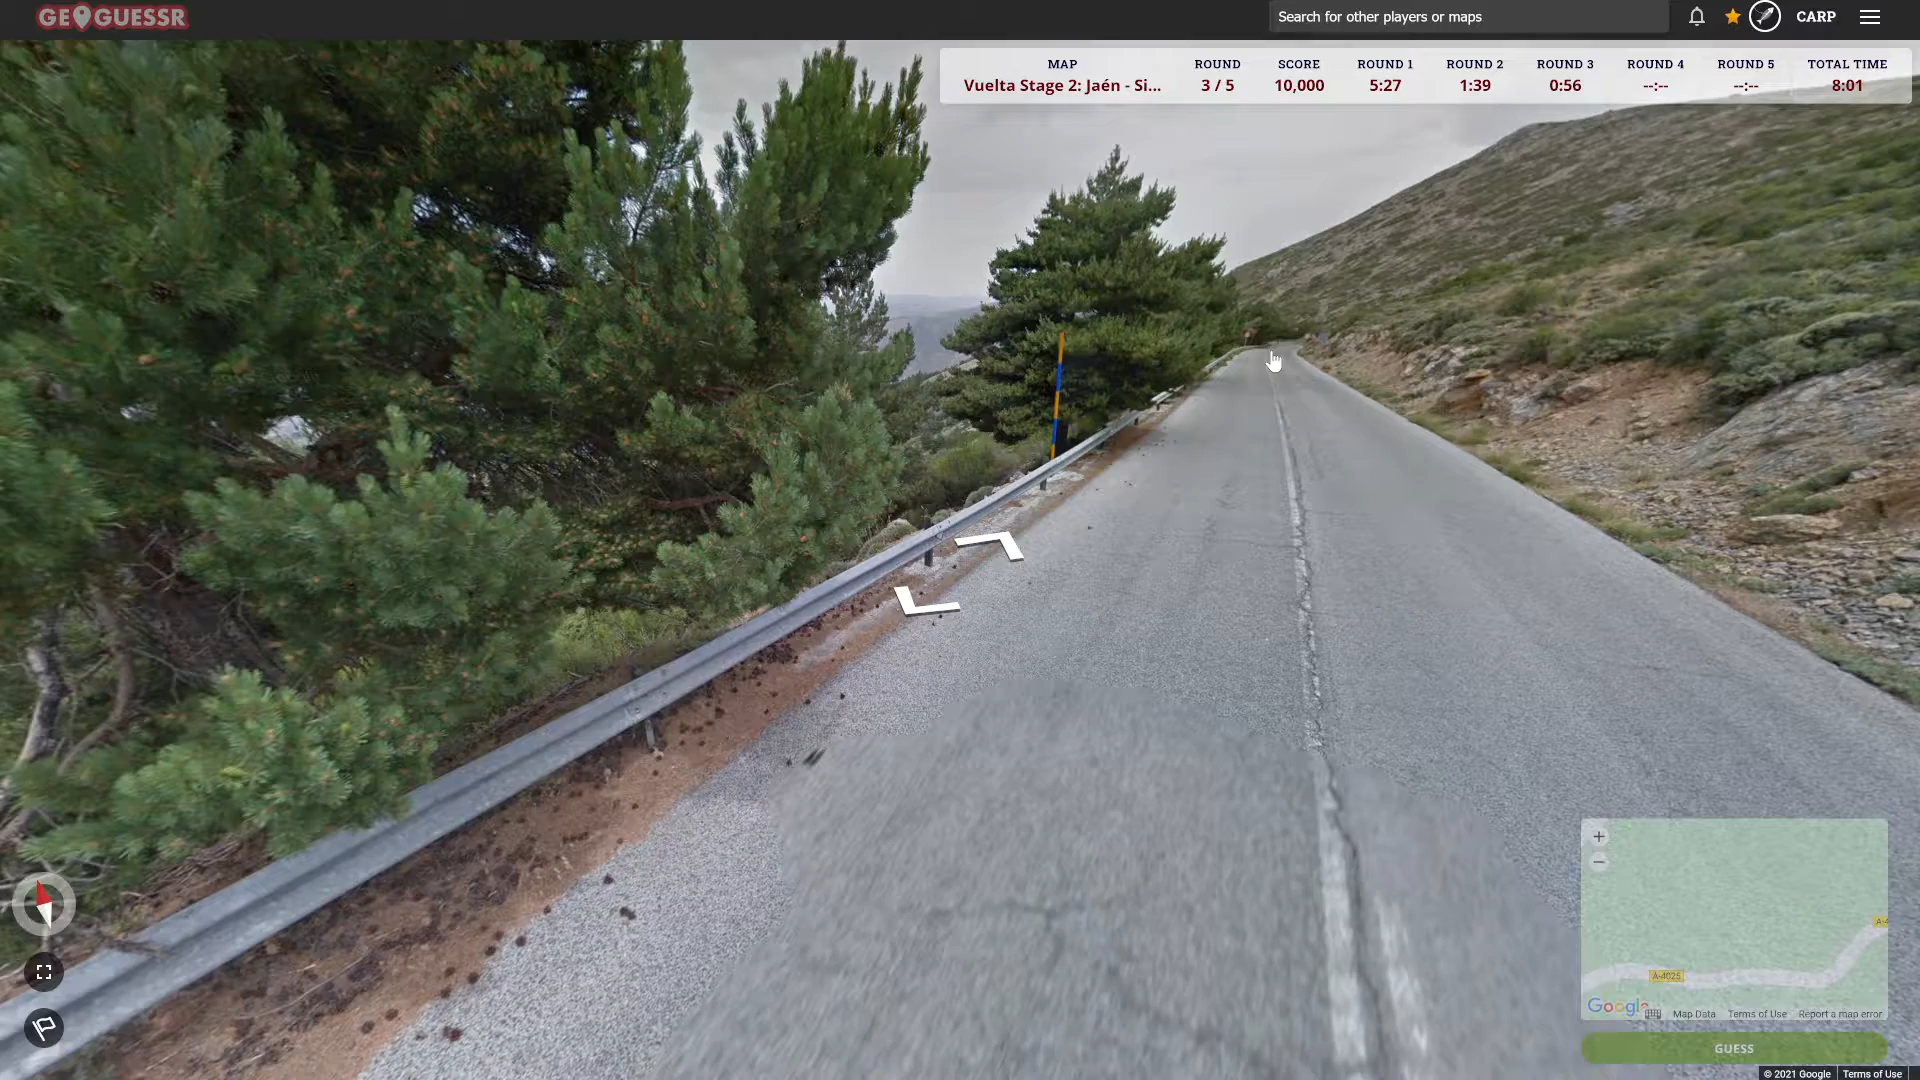 GEOGUESSR
Search for other players or maps
CARP
MAP ROUND SCORE ROUND 1 ROUND 2 ROUND 3 ROUND 4 ROUND 5 TOTAL TIME
Vuelta Stage 2: Jaén - Si... 3 / 5 10,000 5:27 1:39 0:56 --:-- --:-- 8:01
+
−
A-4025
Google
Map Data Terms of Use Report a map error
GUESS
© 2021 Google Terms of Use